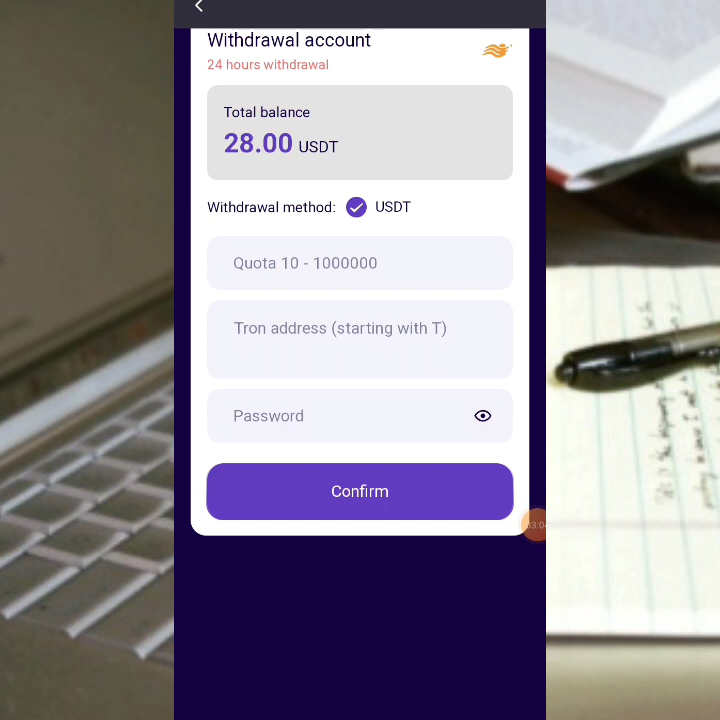 Withdrawal account
24 hours withdrawal
Total balance
28.00 USDT
Withdrawal method: USDT
Quota 10 - 1000000
Tron address (starting with T)
Password
Confirm